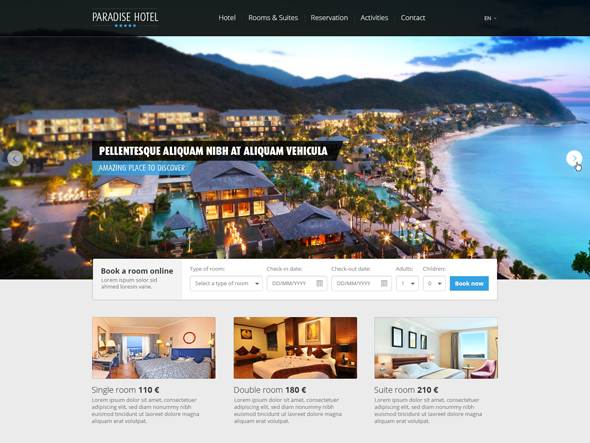 PARADISE HOTEL
Hotel
Rooms & Suites
Reservation
Activities
Contact
EN
PELLENTESQUE ALIQUAM NIBH AT ALIQUAM VEHICULA
AMAZING PLACE TO DISCOVER
Book a room online
Lorem ipsum dolor sid
ahmed loresin vane.
Type of room:
Check-in date:
Check-out date:
Adults:
Children:
Select a type of room
DD/MM/YYYY
DD/MM/YYYY
1
0
Book now
Single room 110 €
Lorem ipsum dolor sit amet, consectetuer
adipiscing elit, sed diam nonummy nibh
euismod tincidunt ut laoreet dolore magna
aliquam erat volutpat.
Double room 180 €
Lorem ipsum dolor sit amet, consectetuer
adipiscing elit, sed diam nonummy nibh
euismod tincidunt ut laoreet dolore magna
aliquam erat volutpat.
Suite room 210 €
Lorem ipsum dolor sit amet, consectetuer
adipiscing elit, sed diam nonummy nibh
euismod tincidunt ut laoreet dolore magna
aliquam erat volutpat.